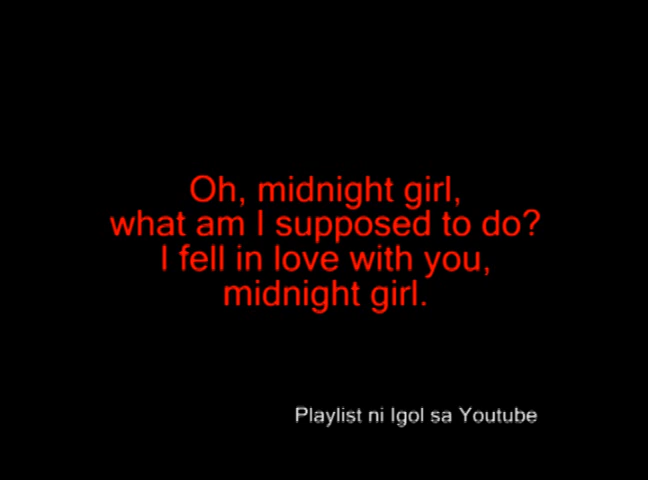 Oh, midnight girl,
what am I supposed to do?
I fell in love with you,
midnight girl.
Playlist ni Igol sa Youtube